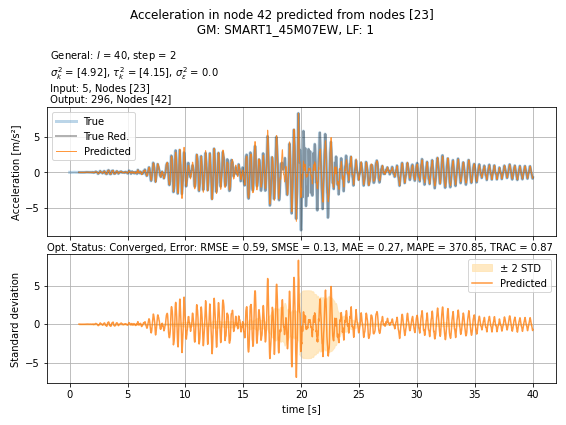 Acceleration in node 42 predicted from nodes [23]
GM: SMART1_45M07EW, LF: 1
General: l = 40, step = 2
σ²ₖ = [4.92], τ²ₖ = [4.15], σ²ε = 0.0
Input: 5, Nodes [23]
Output: 296, Nodes [42]
True
True Red.
Predicted
Acceleration [m/s²]
5
0
−5
Opt. Status: Converged, Error: RMSE = 0.59, SMSE = 0.13, MAE = 0.27, MAPE = 370.85, TRAC = 0.87
± 2 STD
Predicted
Standard deviation
5
0
−5
0 5 10 15 20 25 30 35 40
time [s]